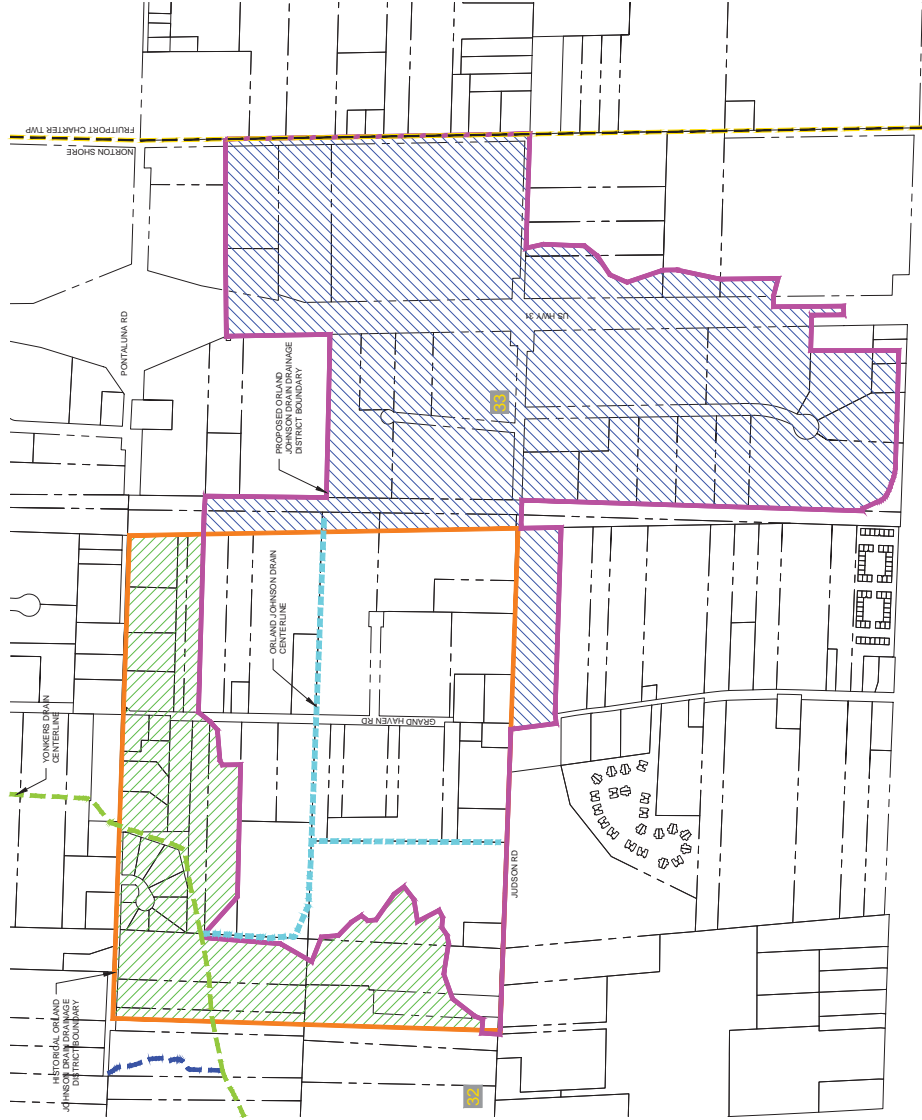 FRUITPORT CHARTER TWP
NORTON SHORE
PONTALUNA RD
PROPOSED ORLAND
JOHNSON DRAIN DRAINAGE
DISTRICT BOUNDARY
US HWY 31
33
ORLAND JOHNSON DRAIN
CENTERLINE
GRAND HAVEN RD
YONKERS DRAIN
CENTERLINE
JUDSON RD
HISTORICAL ORLAND
JOHNSON DRAIN DRAINAGE
DISTRICT BOUNDARY
32